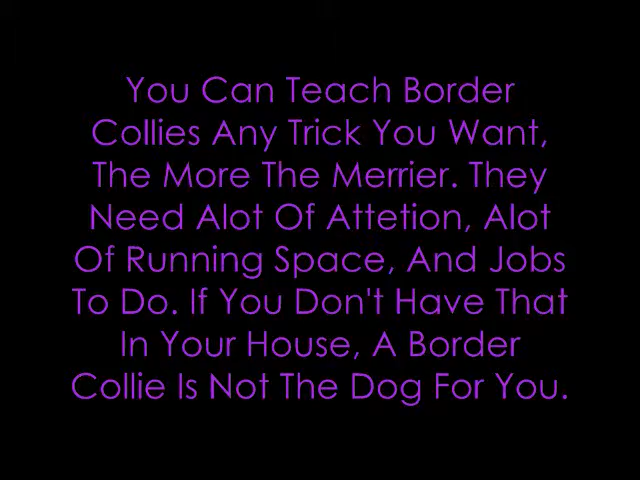 You Can Teach Border
Collies Any Trick You Want,
The More The Merrier. They
Need Alot Of Attetion, Alot
Of Running Space, And Jobs
To Do. If You Don't Have That
In Your House, A Border
Collie Is Not The Dog For You.